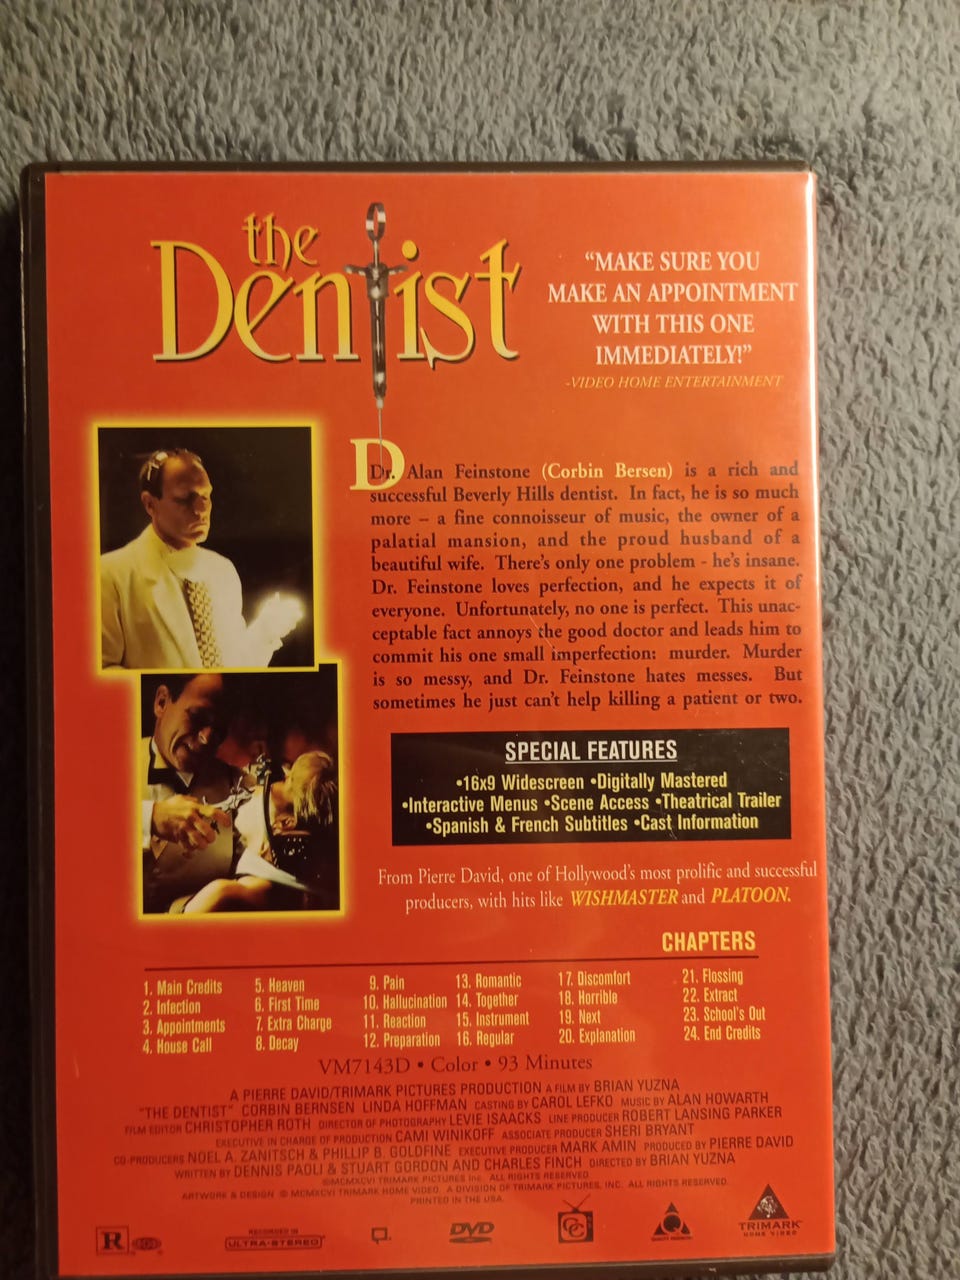 the
Dentist
"MAKE SURE YOU
MAKE AN APPOINTMENT
WITH THIS ONE
IMMEDIATELY!"
-VIDEO HOME ENTERTAINMENT
Dr. Alan Feinstone (Corbin Bersen) is a rich and
successful Beverly Hills dentist. In fact, he is so much
more – a fine connoisseur of music, the owner of a
palatial mansion, and the proud husband of a
beautiful wife. There's only one problem - he's insane.
Dr. Feinstone loves perfection, and he expects it of
everyone. Unfortunately, no one is perfect. This unac-
ceptable fact annoys the good doctor and leads him to
commit his one small imperfection: murder. Murder
is so messy, and Dr. Feinstone hates messes. But
sometimes he just can't help killing a patient or two.
SPECIAL FEATURES
•16x9 Widescreen •Digitally Mastered
•Interactive Menus •Scene Access •Theatrical Trailer
•Spanish & French Subtitles •Cast Information
From Pierre David, one of Hollywood's most prolific and successful
producers, with hits like WISHMASTER and PLATOON.
CHAPTERS
1. Main Credits
2. Infection
3. Appointments
4. House Call
5. Heaven
6. First Time
7. Extra Charge
8. Decay
9. Pain
10. Hallucination
11. Reaction
12. Preparation
13. Romantic
14. Together
15. Instrument
16. Regular
17. Discomfort
18. Horrible
19. Next
20. Explanation
21. Flossing
22. Extract
23. School's Out
24. End Credits
VM7143D • Color • 93 Minutes
A PIERRE DAVID/TRIMARK PICTURES PRODUCTION A FILM BY BRIAN YUZNA
"THE DENTIST" CORBIN BERNSEN LINDA HOFFMAN CASTING BY CAROL LEFKO MUSIC BY ALAN HOWARTH
FILM EDITOR CHRISTOPHER ROTH DIRECTOR OF PHOTOGRAPHY LEVIE ISAACKS LINE PRODUCER ROBERT LANSING PARKER
EXECUTIVE IN CHARGE OF PRODUCTION CAMI WINIKOFF ASSOCIATE PRODUCER SHERI BRYANT
CO-PRODUCERS NOEL A. ZANITSCH & PHILLIP B. GOLDFINE EXECUTIVE PRODUCER MARK AMIN PRODUCED BY PIERRE DAVID
WRITTEN BY DENNIS PAOLI & STUART GORDON AND CHARLES FINCH DIRECTED BY BRIAN YUZNA
©MCMXCVI TRIMARK PICTURES INC. ALL RIGHTS RESERVED
ARTWORK & DESIGN © MCMXCVI TRIMARK HOME VIDEO, A DIVISION OF TRIMARK PICTURES, INC. ALL RIGHTS RESERVED.
PRINTED IN THE USA.
R
RECORDED IN
ULTRA-STEREO
DVD
CC
TRIMARK
HOME VIDEO